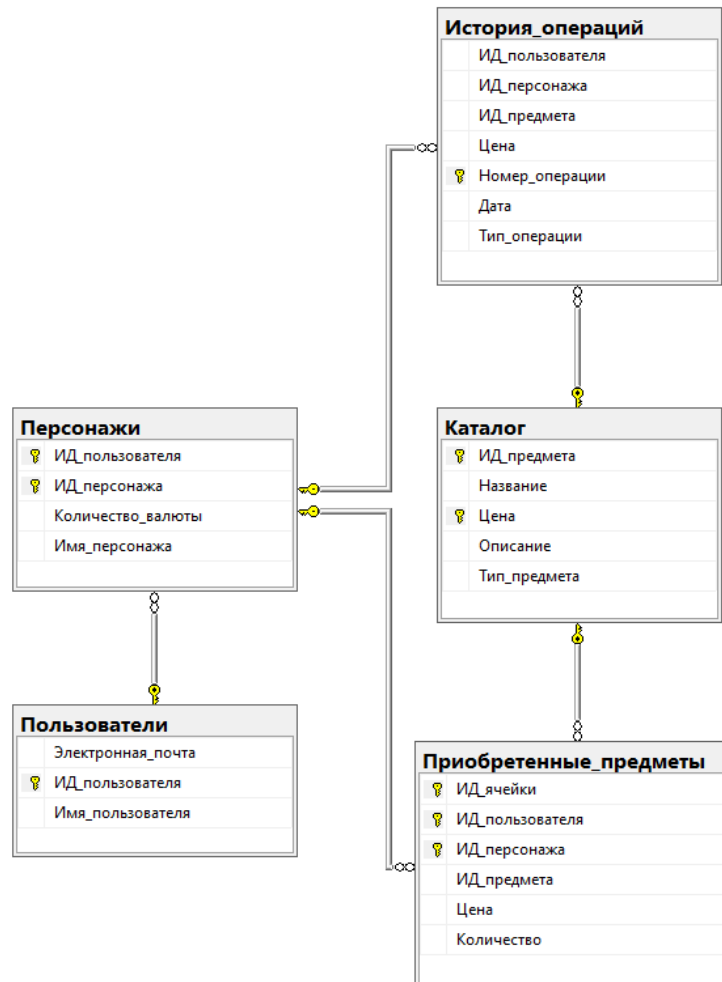 История_операций
ИД_пользователя
ИД_персонажа
ИД_предмета
Цена
Номер_операции
Дата
Тип_операции
Персонажи
ИД_пользователя
ИД_персонажа
Количество_валюты
Имя_персонажа
Каталог
ИД_предмета
Название
Цена
Описание
Тип_предмета
Пользователи
Электронная_почта
ИД_пользователя
Имя_пользователя
Приобретенные_предметы
ИД_ячейки
ИД_пользователя
ИД_персонажа
ИД_предмета
Цена
Количество